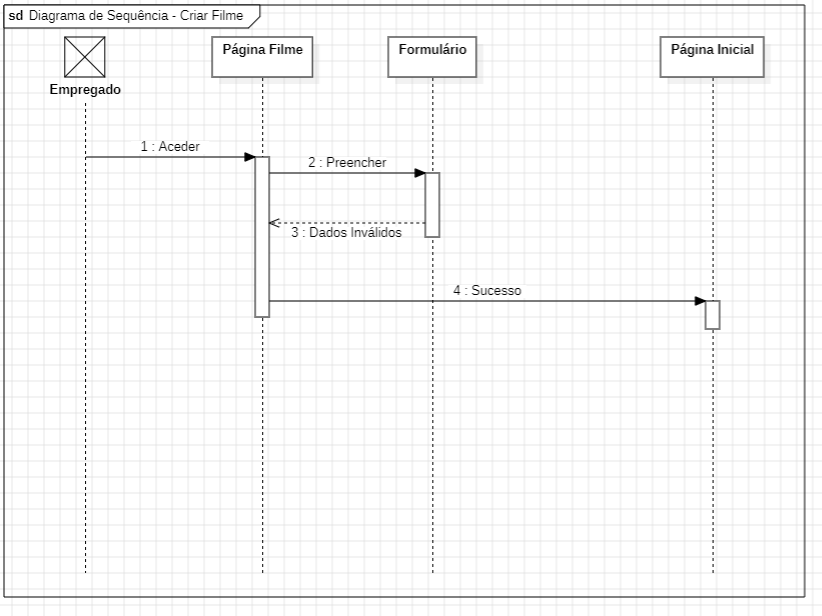 sd Diagrama de Sequência - Criar Filme
Página Filme
Formulário
Página Inicial
Empregado
1 : Aceder
2 : Preencher
3 : Dados Inválidos
4 : Sucesso